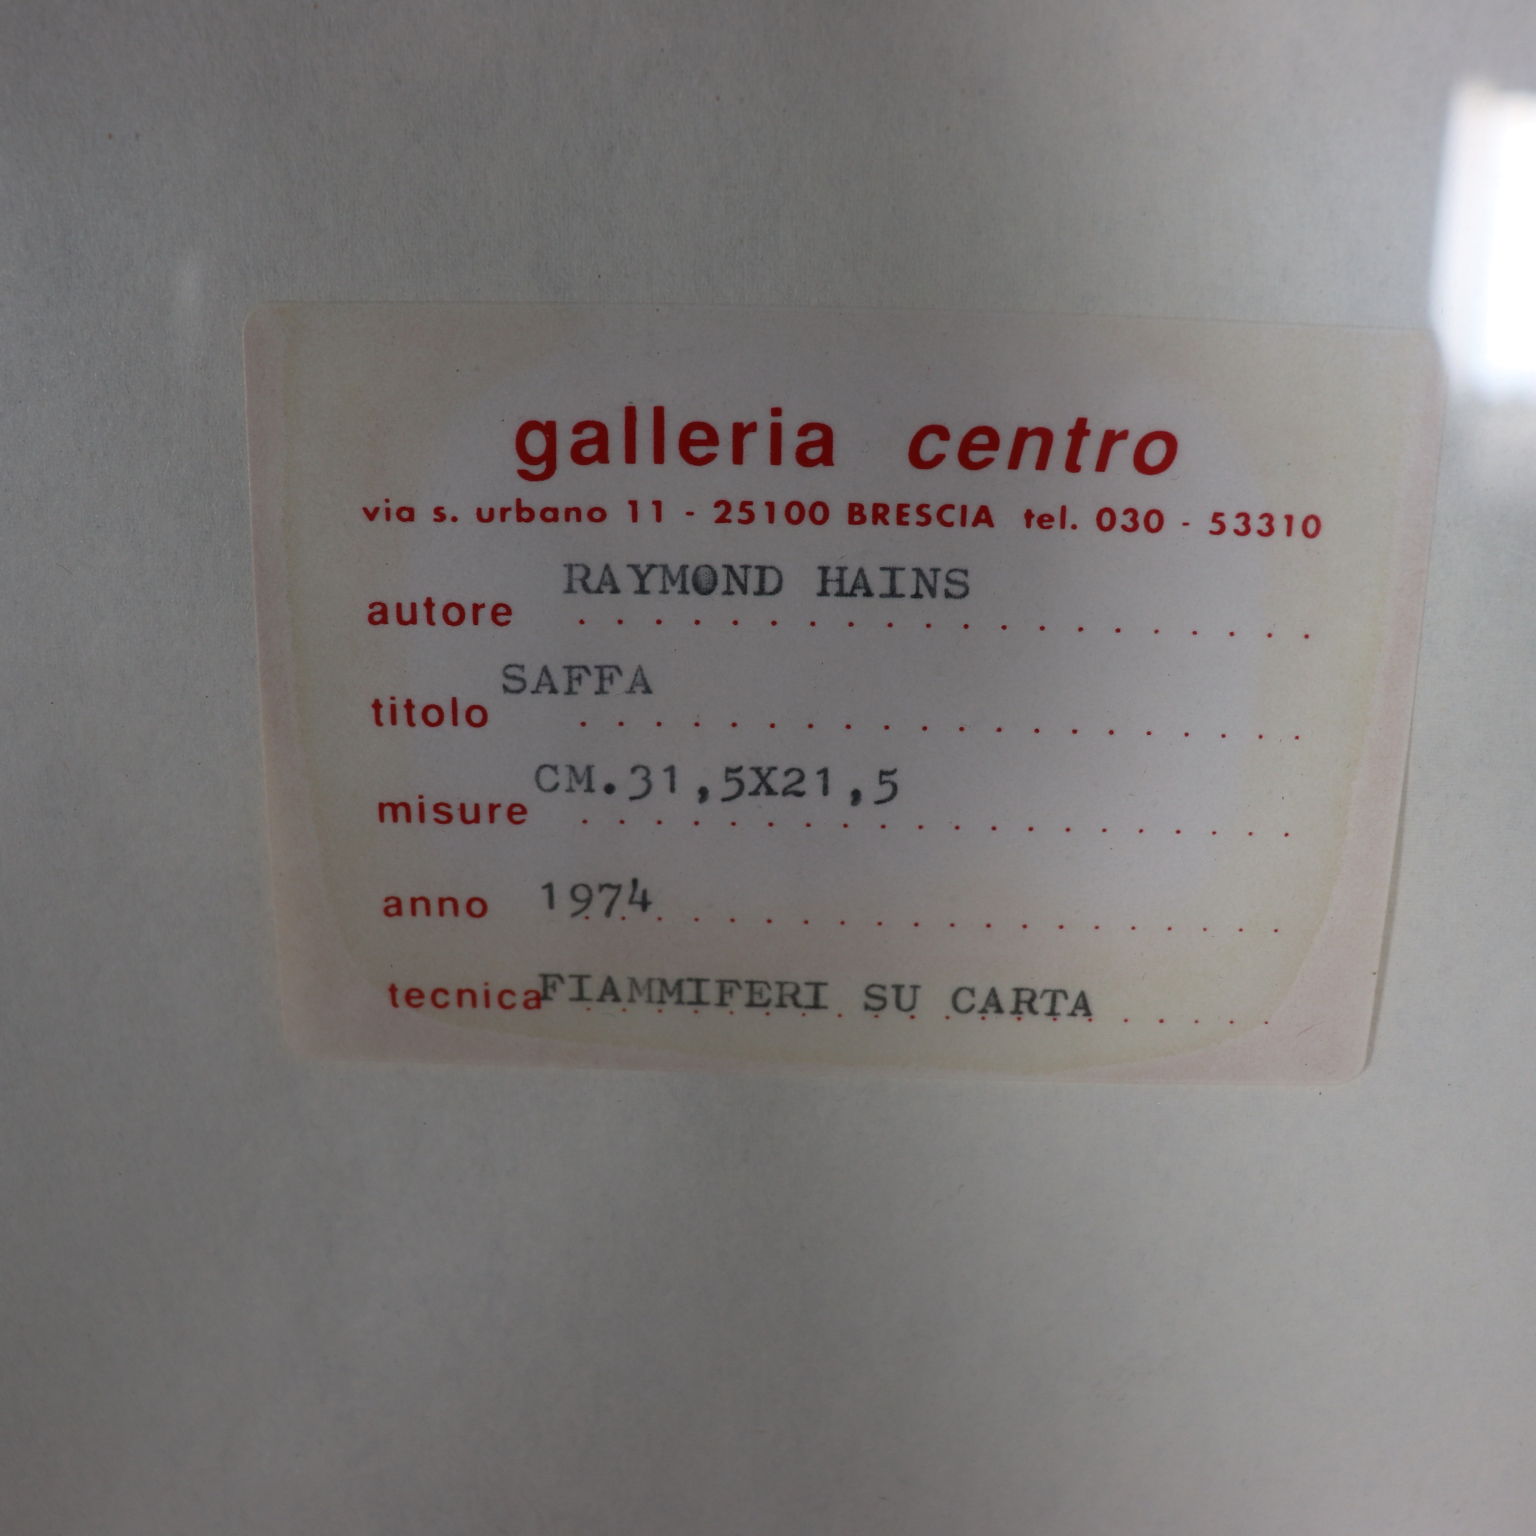 galleria centro
via s. urbano 11 - 25100 BRESCIA tel. 030 - 53310
autore RAYMOND HAINS
titolo SAFFA
misure CM.31,5X21,5
anno 1974
tecnica FIAMMIFERI SU CARTA